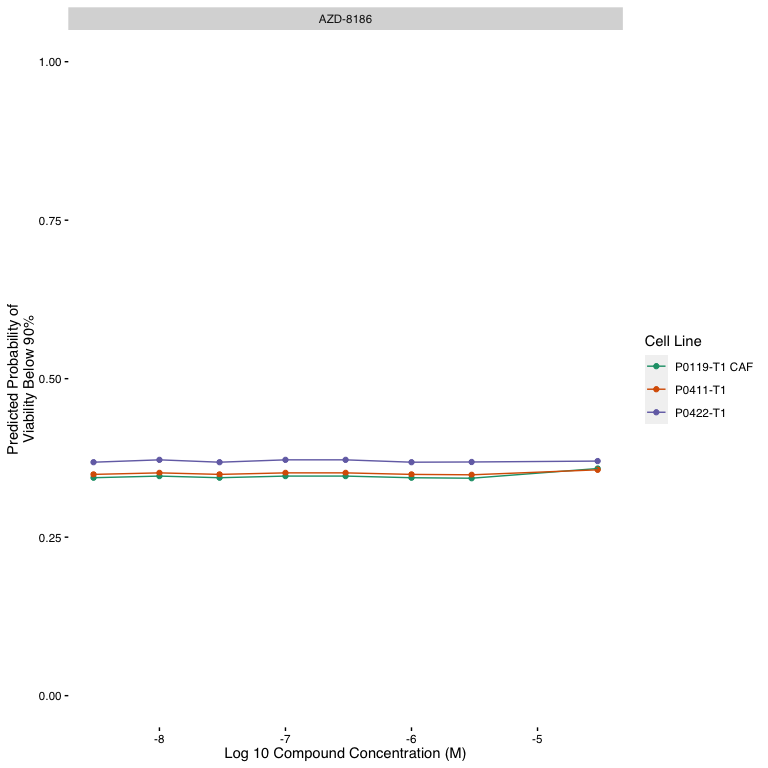 AZD-8186
1.00
0.75
0.50
0.25
0.00
Predicted Probability of
Viability Below 90%
-8
-7
-6
-5
Log 10 Compound Concentration (M)
Cell Line
P0119-T1 CAF
P0411-T1
P0422-T1